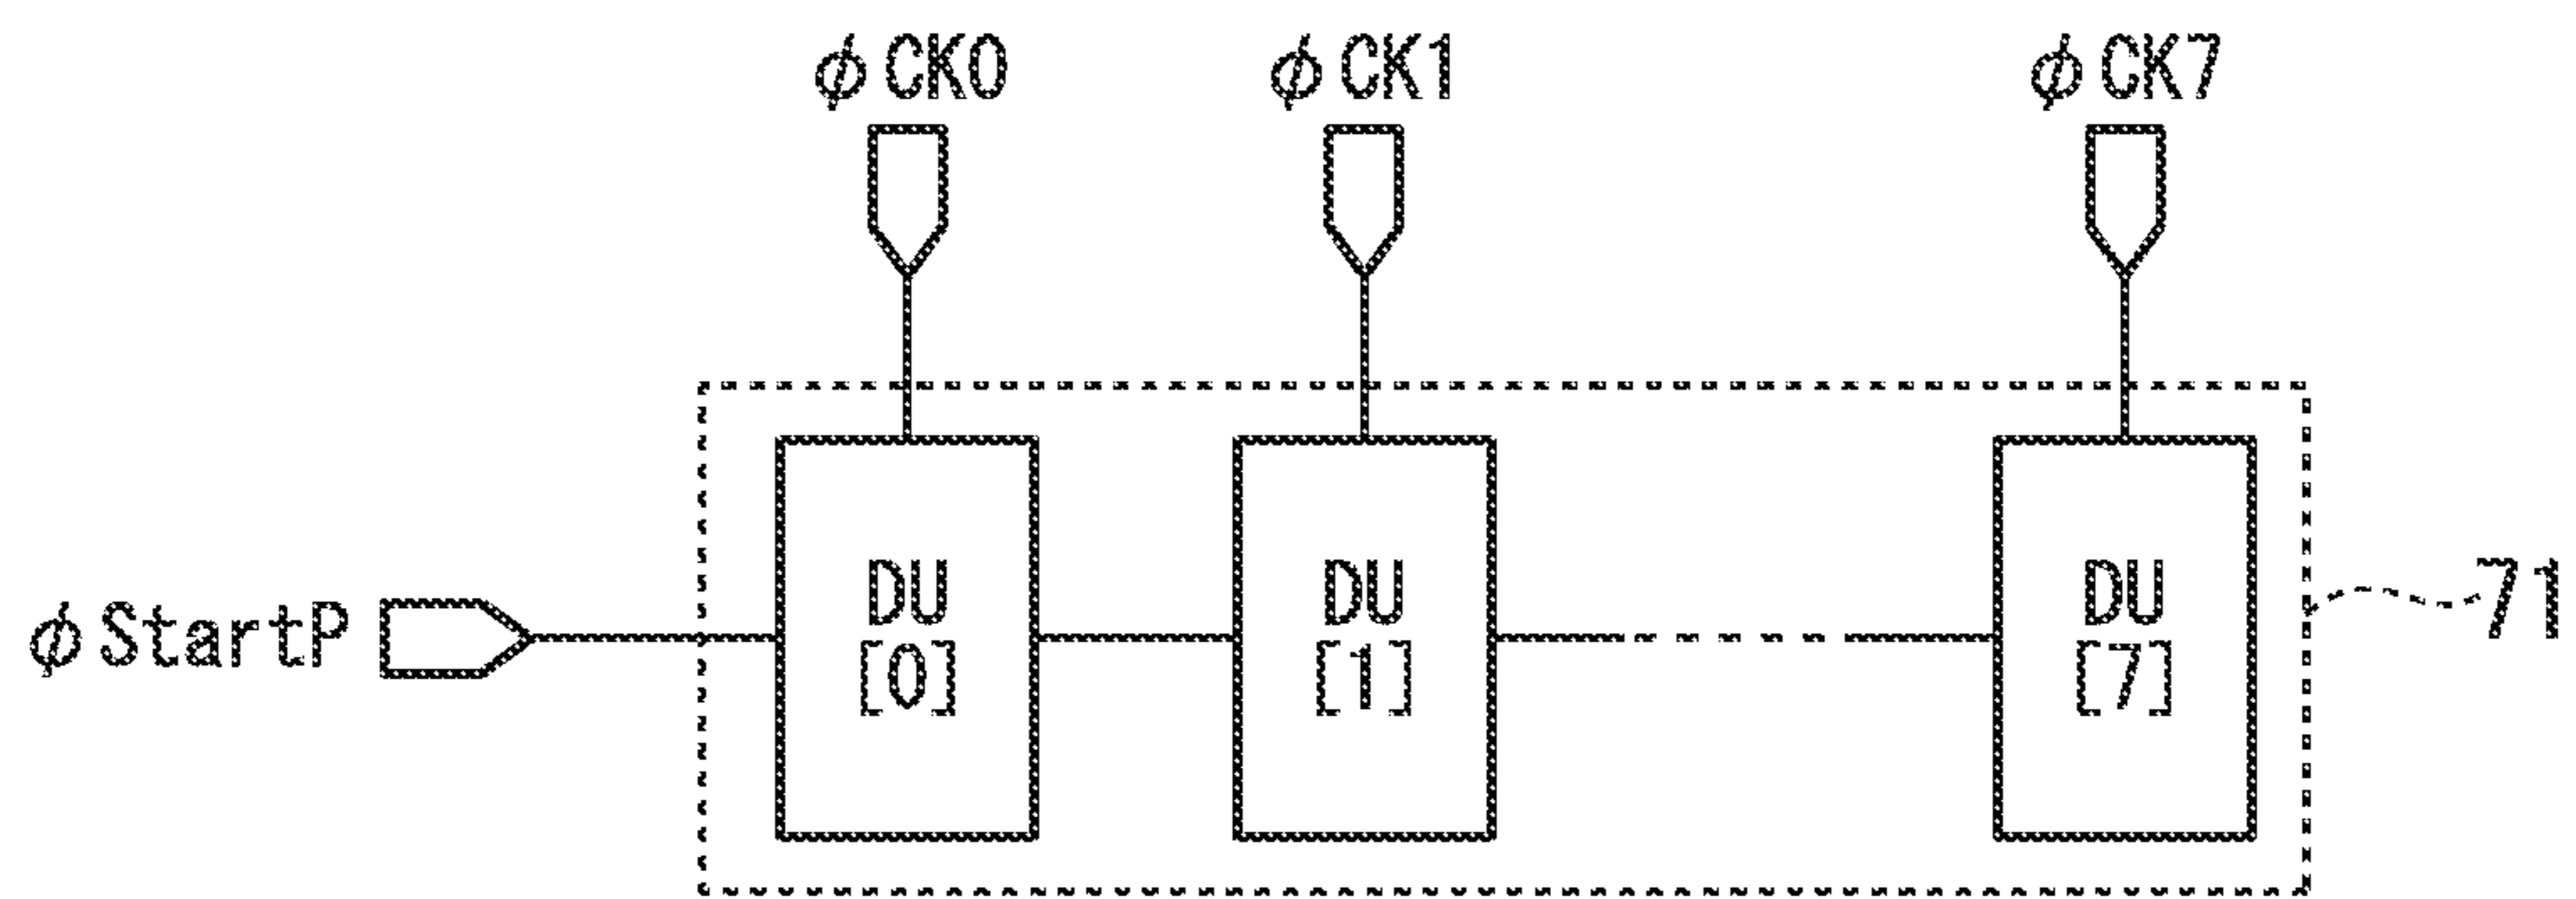 φCK0 φCK1 φCK7
φStartP
DU DU DU
[0] [1] [7]
71